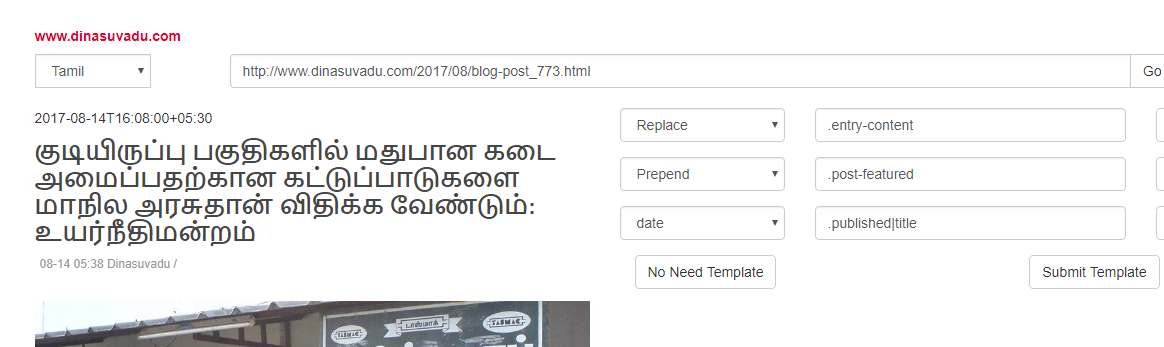 www.dinasuvadu.com
Tamil http://www.dinasuvadu.com/2017/08/blog-post_773.html Go
2017-08-14T16:08:00+05:30
Replace .entry-content
குடியிருப்பு பகுதிகளில் மதுபான கடை
அமைப்பதற்கான கட்டுப்பாடுகளை
மாநில அரசுதான் விதிக்க வேண்டும்:
உயர்நீதிமன்றம்
Prepend .post-featured
date .published|title
08-14 05:38 Dinasuvadu /
No Need Template Submit Template
TASMAC டாஸ்மாக் TASMAC